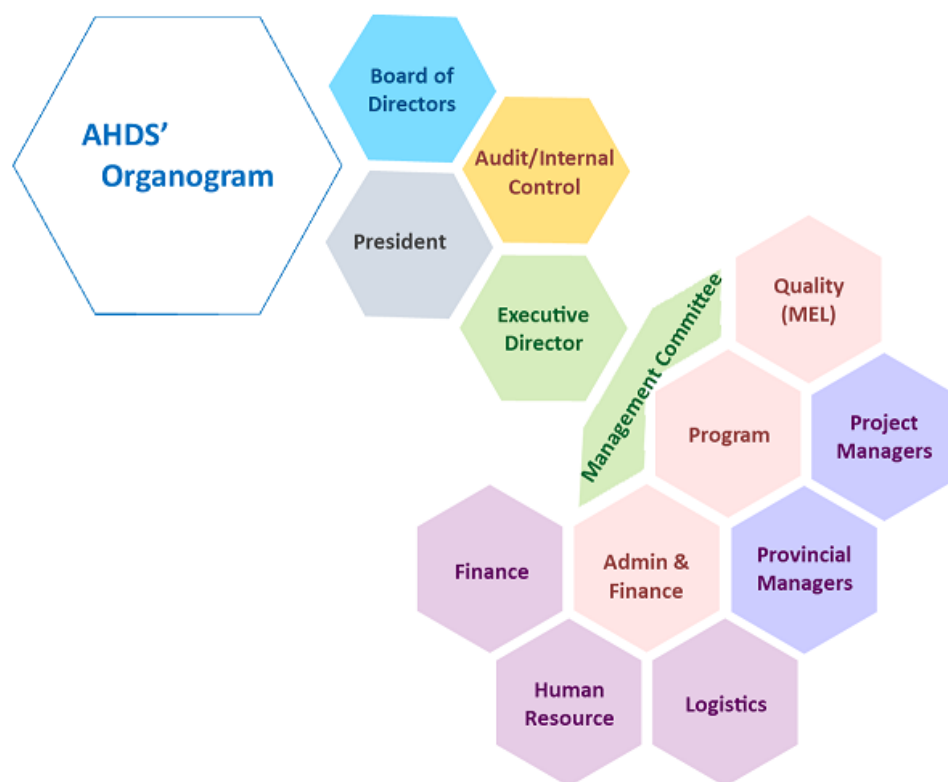 AHDS’
Organogram
Board of
Directors
Audit/Internal
Control
President
Executive
Director
Management Committee
Quality
(MEL)
Program
Project
Managers
Finance
Admin &
Finance
Provincial
Managers
Human
Resource
Logistics